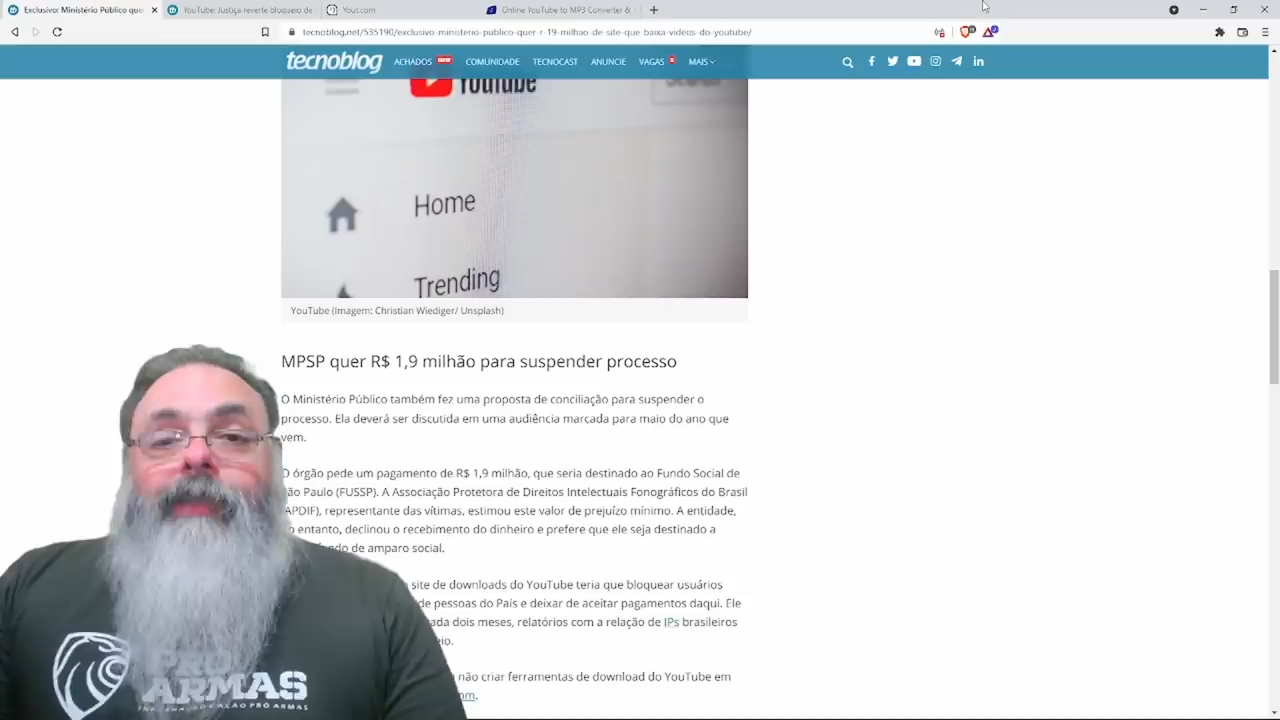 Exclusivo: Ministério Público que
YouTube: Justiça reverte bloqueio de
Yout.com
Online YouTube to MP3 Converter &
tecnoblog.net/535190/exclusivo-ministerio-publico-quer-r-19-milhao-de-site-que-baixa-videos-do-youtube/
tecnoblog
ACHADOS NEW
COMUNIDADE
TECNOCAST
ANUNCIE
VAGAS
MAIS
YouTube
Home
Trending
YouTube (Imagem: Christian Wiediger/ Unsplash)
MPSP quer R$ 1,9 milhão para suspender processo
O Ministério Público também fez uma proposta de conciliação para suspender o
processo. Ela deverá ser discutida em uma audiência marcada para maio do ano que
vem.
O órgão pede um pagamento de R$ 1,9 milhão, que seria destinado ao Fundo Social de
São Paulo (FUSSP). A Associação Protetora de Direitos Intelectuais Fonográficos do Brasil
(APDIF), representante das vítimas, estimou este valor de prejuízo mínimo. A entidade,
entanto, declinou o recebimento do dinheiro e prefere que ele seja destinado a
de amparo social.
site de downloads do YouTube teria que bloquear usuários
de pessoas do País e deixar de aceitar pagamentos daqui. Ele
dois meses, relatórios com a relação de IPs brasileiros
não criar ferramentas de download do YouTube em
PRO
ARMAS